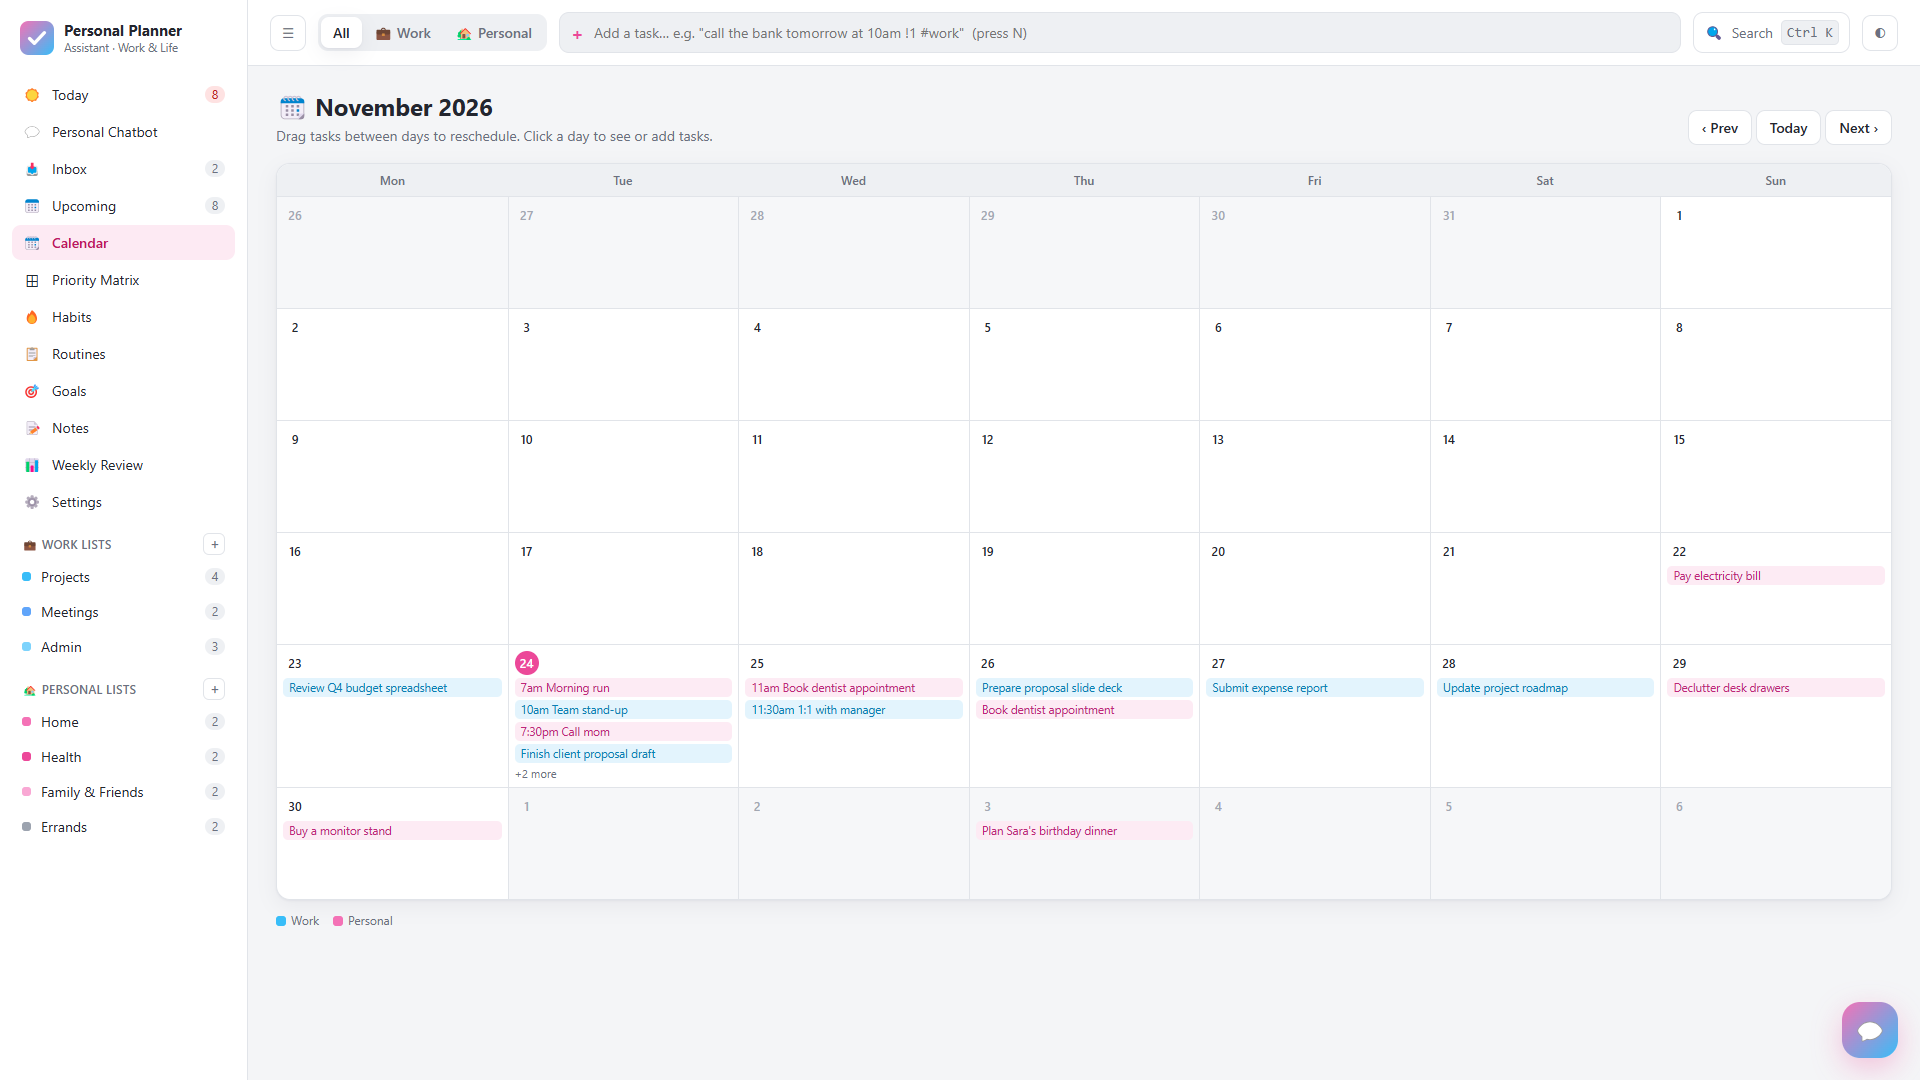 Personal Planner
Assistant · Work & Life
Today 8
Personal Chatbot
Inbox 2
Upcoming 8
Calendar
Priority Matrix
Habits
Routines
Goals
Notes
Weekly Review
Settings
WORK LISTS +
Projects 4
Meetings 2
Admin 3
PERSONAL LISTS +
Home 2
Health 2
Family & Friends 2
Errands 2
All Work Personal
+ Add a task... e.g. "call the bank tomorrow at 10am !1 #work" (press N)
Search Ctrl K
November 2026
Drag tasks between days to reschedule. Click a day to see or add tasks.
‹ Prev Today Next ›
Mon Tue Wed Thu Fri Sat Sun
26 27 28 29 30 31 1
2 3 4 5 6 7 8
9 10 11 12 13 14 15
16 17 18 19 20 21 22
Pay electricity bill
23 24 25 26 27 28 29
Review Q4 budget spreadsheet 7am Morning run 11am Book dentist appointment Prepare proposal slide deck Submit expense report Update project roadmap Declutter desk drawers
10am Team stand-up 11:30am 1:1 with manager Book dentist appointment
7:30pm Call mom
Finish client proposal draft
+2 more
30 1 2 3 4 5 6
Buy a monitor stand Plan Sara's birthday dinner
Work Personal